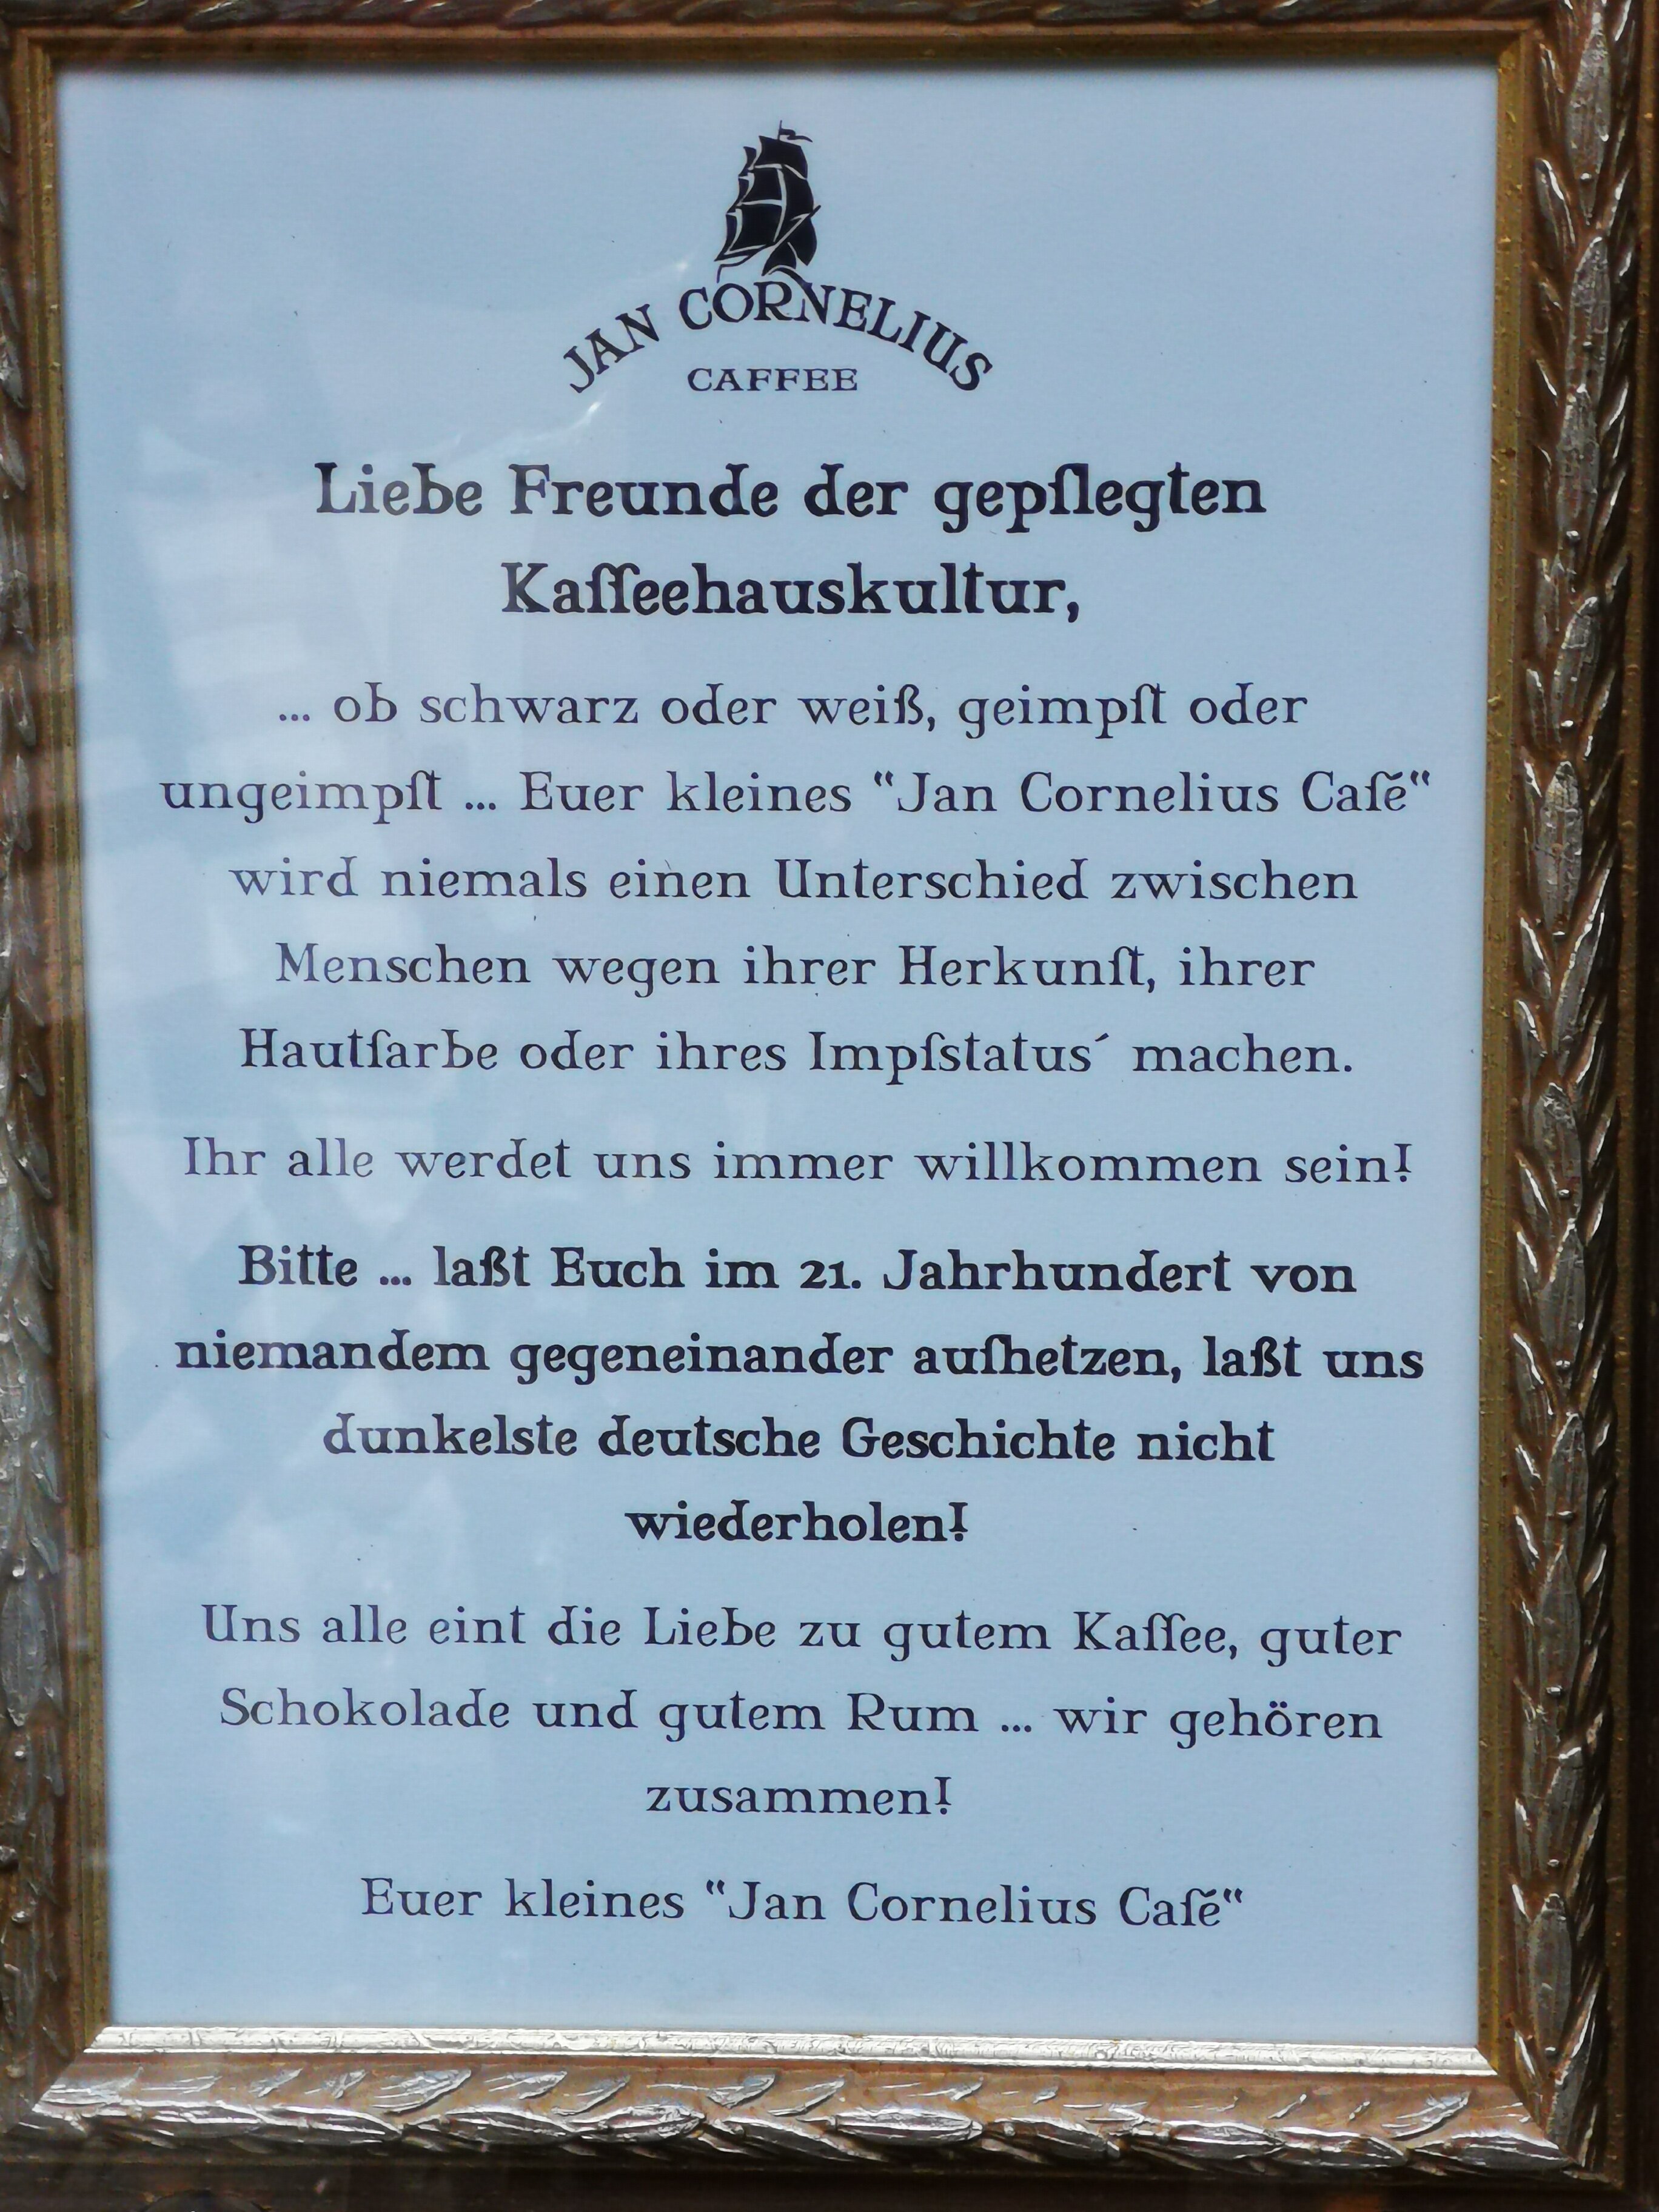 JAN CORNELIUS
CAFFEE
Liebe Freunde der gepflegten
Kaffeehauskultur,
... ob schwarz oder weiß, geimpft oder
ungeimpft ... Euer kleines "Jan Cornelius Café"
wird niemals einen Unterschied zwischen
Menschen wegen ihrer Herkunft, ihrer
Hautfarbe oder ihres Impfstatus´ machen.
Ihr alle werdet uns immer willkommen sein!
Bitte ... laßt Euch im 21. Jahrhundert von
niemandem gegeneinander aufhetzen, laßt uns
dunkelste deutsche Geschichte nicht
wiederholen!
Uns alle eint die Liebe zu gutem Kaffee, guter
Schokolade und gutem Rum ... wir gehören
zusammen!
Euer kleines "Jan Cornelius Café"